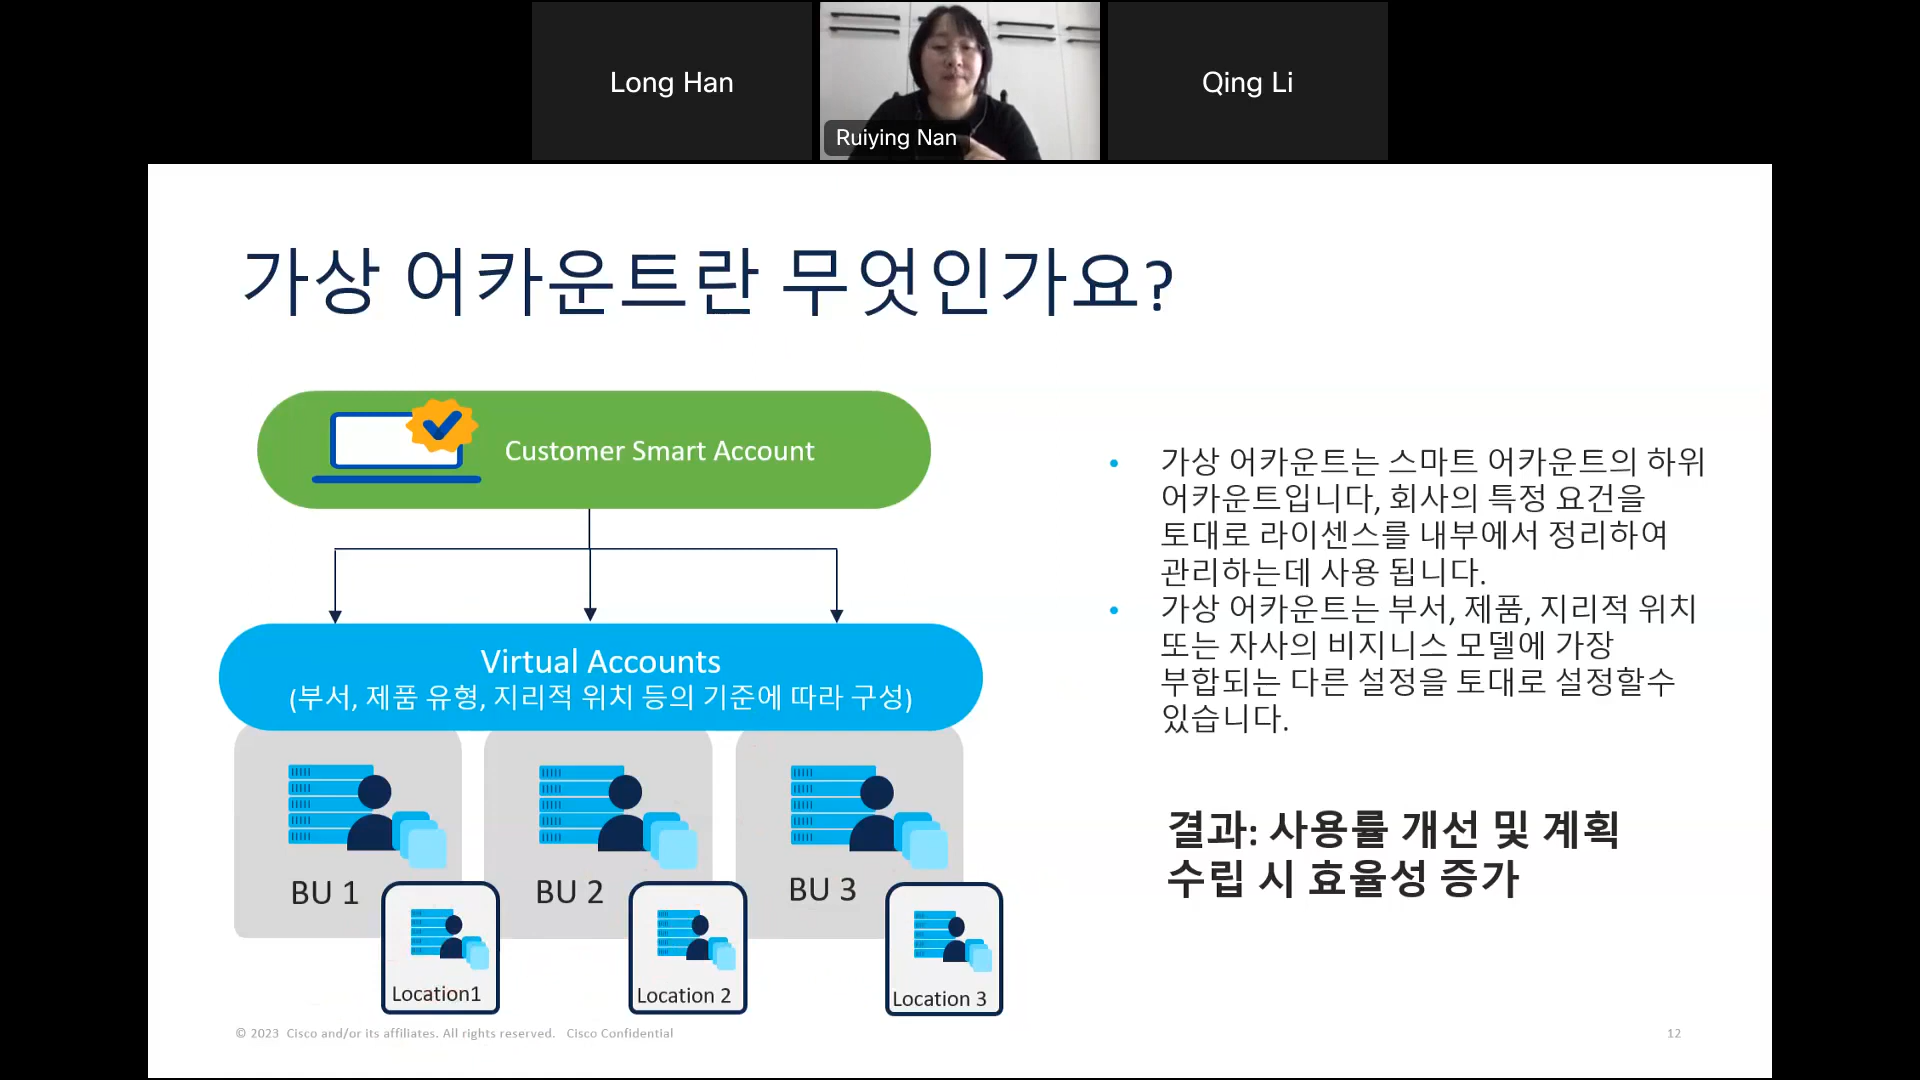 Long Han
Ruiying Nan
Qing Li
가상 어카운트란 무엇인가요?
Customer Smart Account
Virtual Accounts
(부서, 제품 유형, 지리적 위치 등의 기준에 따라 구성)
BU 1
BU 2
BU 3
Location1
Location 2
Location 3
• 가상 어카운트는 스마트 어카운트의 하위
어카운트입니다, 회사의 특정 요건을
토대로 라이센스를 내부에서 정리하여
관리하는데 사용 됩니다.
• 가상 어카운트는 부서, 제품, 지리적 위치
또는 자사의 비지니스 모델에 가장
부합되는 다른 설정을 토대로 설정할수
있습니다.
결과: 사용률 개선 및 계획
수립 시 효율성 증가
© 2023 Cisco and/or its affiliates. All rights reserved. Cisco Confidential
12